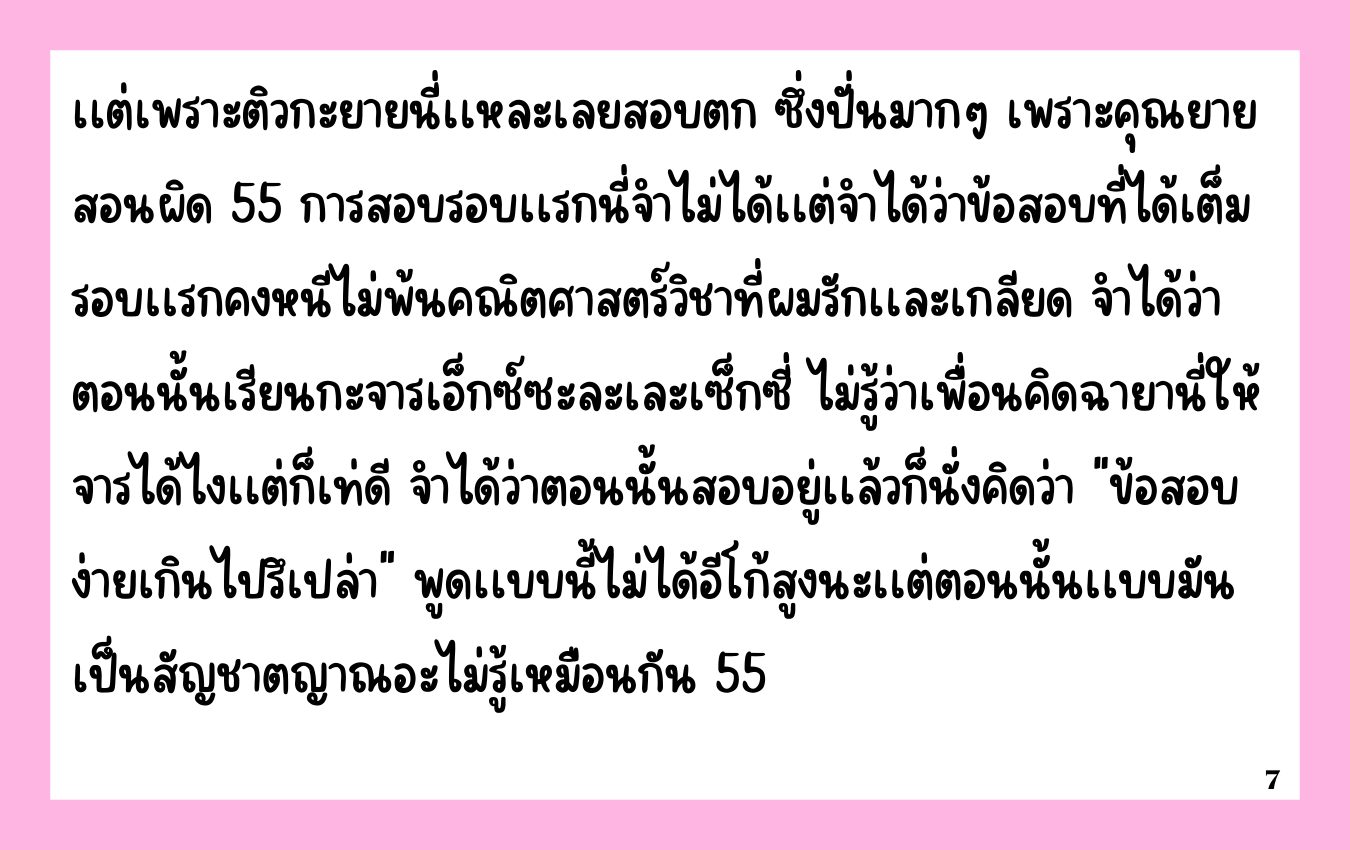 แต่เพราะติวกะยายนี่แหละเลยสอบตก ซึ่งปั่นมากๆ เพราะคุณยาย
สอนผิด 55 การสอบรอบแรกนี่จำไม่ได้แต่จำได้ว่าข้อสอบที่ได้เต็ม
รอบแรกคงหนีไม่พ้นคณิตศาสตร์วิชาที่ผมรักและเกลียด จำได้ว่า
ตอนนั้นเรียนกะจารเอ็กซ์ซะละเละเซ็กซี่ ไม่รู้ว่าเพื่อนคิดฉายานี่ให้
จารได้ไงแต่ก็เท่ดี จำได้ว่าตอนนั้นสอบอยู่แล้วก็นั่งคิดว่า "ข้อสอบ
ง่ายเกินไปรึเปล่า" พูดแบบนี้ไม่ได้อีโก้สูงนะแต่ตอนนั้นแบบมัน
เป็นสัญชาตญาณอะไม่รู้เหมือนกัน 55
7